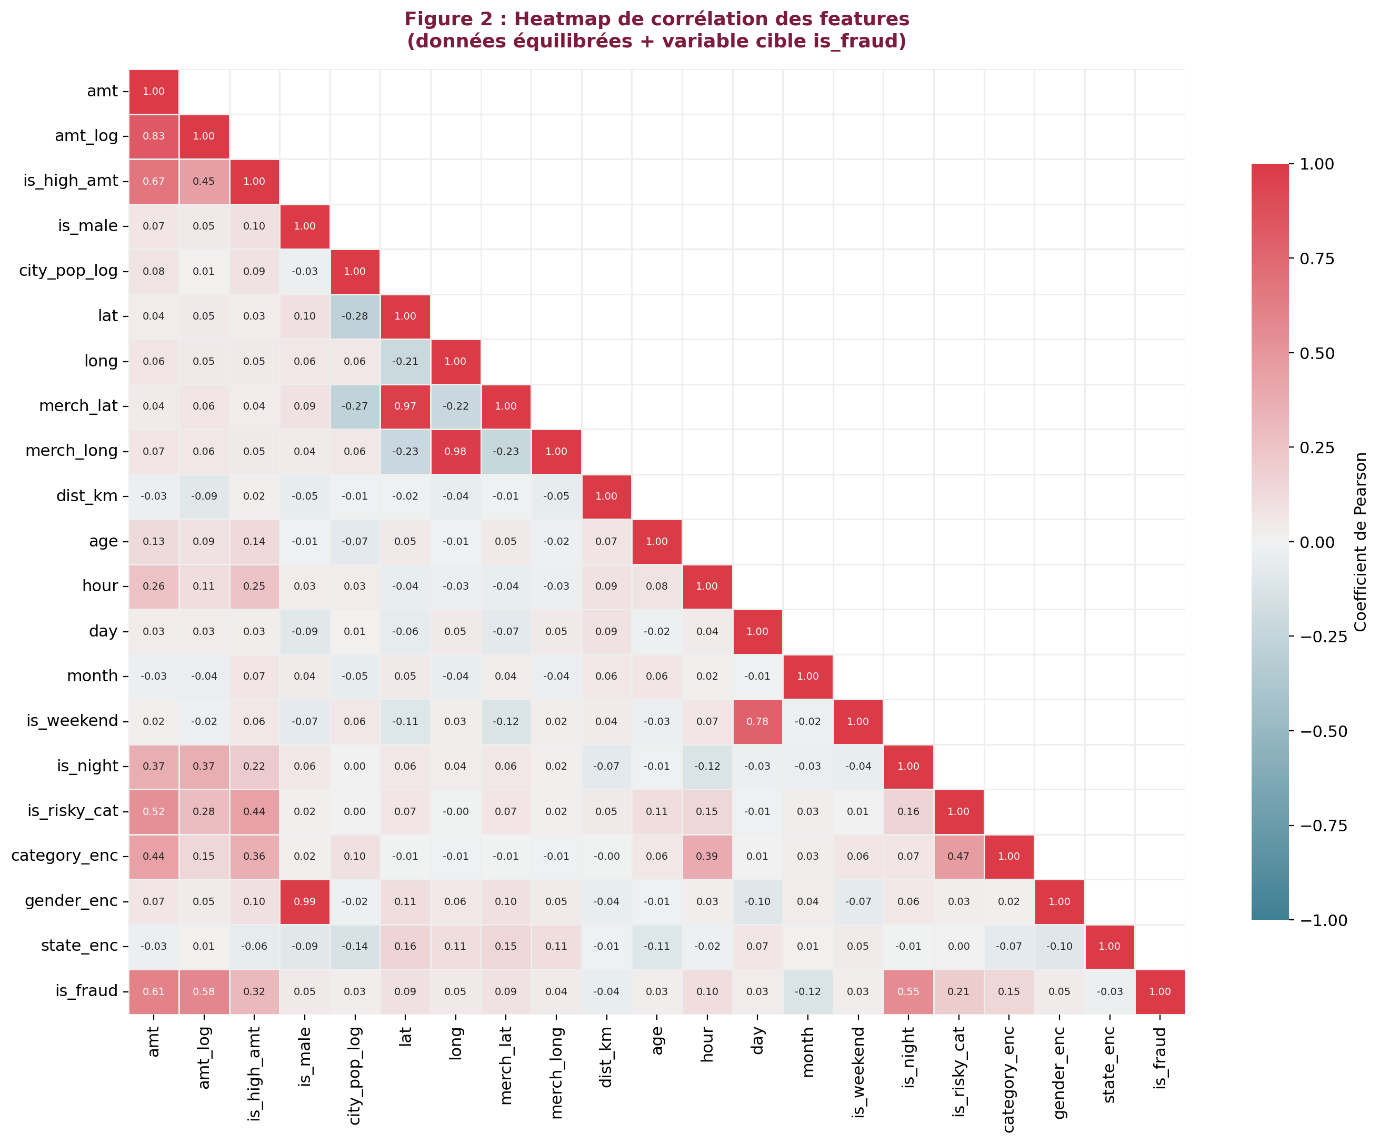 Figure 2 : Heatmap de corrélation des features
(données équilibrées + variable cible is_fraud)
amt 1.00
amt_log 0.83 1.00
is_high_amt 0.67 0.45 1.00
is_male 0.07 0.05 0.10 1.00
city_pop_log 0.08 0.01 0.09 -0.03 1.00
lat 0.04 0.05 0.03 0.10 -0.28 1.00
long 0.06 0.05 0.05 0.06 0.06 -0.21 1.00
merch_lat 0.04 0.06 0.04 0.09 -0.27 0.97 -0.22 1.00
merch_long 0.07 0.06 0.05 0.04 0.06 -0.23 0.98 -0.23 1.00
dist_km -0.03 -0.09 0.02 -0.05 -0.01 -0.02 -0.04 -0.01 -0.05 1.00
age 0.13 0.09 0.14 -0.01 -0.07 0.05 -0.01 0.05 -0.02 0.07 1.00
hour 0.26 0.11 0.25 0.03 0.03 -0.04 -0.03 -0.04 -0.03 0.09 0.08 1.00
day 0.03 0.03 0.03 -0.09 0.01 -0.06 0.05 -0.07 0.05 0.09 -0.02 0.04 1.00
month -0.03 -0.04 0.07 0.04 -0.05 0.05 -0.04 0.04 -0.04 0.06 0.06 0.02 -0.01 1.00
is_weekend 0.02 -0.02 0.06 -0.07 0.06 -0.11 0.03 -0.12 0.02 0.04 -0.03 0.07 0.78 -0.02 1.00
is_night 0.37 0.37 0.22 0.06 0.00 0.06 0.04 0.06 0.02 -0.07 -0.01 -0.12 -0.03 -0.03 -0.04 1.00
is_risky_cat 0.52 0.28 0.44 0.02 0.00 0.07 -0.00 0.07 0.02 0.05 0.11 0.15 -0.01 0.03 0.01 0.16 1.00
category_enc 0.44 0.15 0.36 0.02 0.10 -0.01 -0.01 -0.01 -0.01 -0.00 0.06 0.39 0.01 0.03 0.06 0.07 0.47 1.00
gender_enc 0.07 0.05 0.10 0.99 -0.02 0.11 0.06 0.10 0.05 -0.04 -0.01 0.03 -0.10 0.04 -0.07 0.06 0.03 0.02 1.00
state_enc -0.03 0.01 -0.06 -0.09 -0.14 0.16 0.11 0.15 0.11 -0.01 -0.11 -0.02 0.07 0.01 0.05 -0.01 0.00 -0.07 -0.10 1.00
is_fraud 0.61 0.58 0.32 0.05 0.03 0.09 0.05 0.09 0.04 -0.04 0.03 0.10 0.03 -0.12 0.03 0.55 0.21 0.15 0.05 -0.03 1.00
amt amt_log is_high_amt is_male city_pop_log lat long merch_lat merch_long dist_km age hour day month is_weekend is_night is_risky_cat category_enc gender_enc state_enc is_fraud
1.00
0.75
0.50
0.25
0.00
−0.25
−0.50
−0.75
−1.00
Coefficient de Pearson